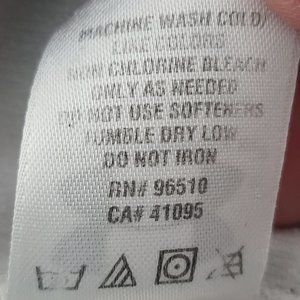 MACHINE WASH COLD/
LIKE COLORS
NON CHLORINE BLEACH
ONLY AS NEEDED
DO NOT USE SOFTENERS
TUMBLE DRY LOW
DO NOT IRON
RN# 96510
CA# 41095